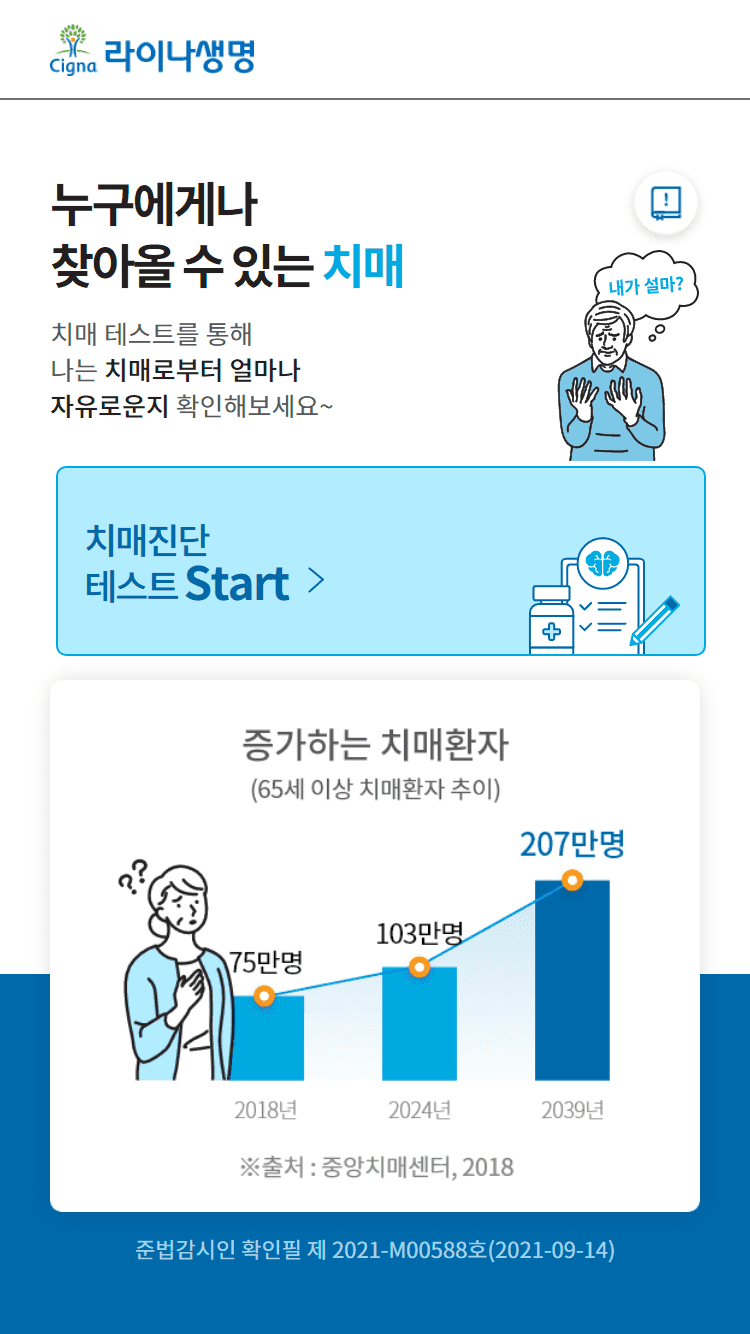 Cigna 라이나생명
누구에게나
찾아올 수 있는 치매
치매 테스트를 통해
나는 치매로부터 얼마나
자유로운지 확인해보세요~
내가 설마?
치매진단
테스트 Start >
증가하는 치매환자
(65세 이상 치매환자 추이)
207만명
103만명
75만명
2018년 2024년 2039년
※출처 : 중앙치매센터, 2018
준법감시인 확인필 제 2021-M00588호(2021-09-14)